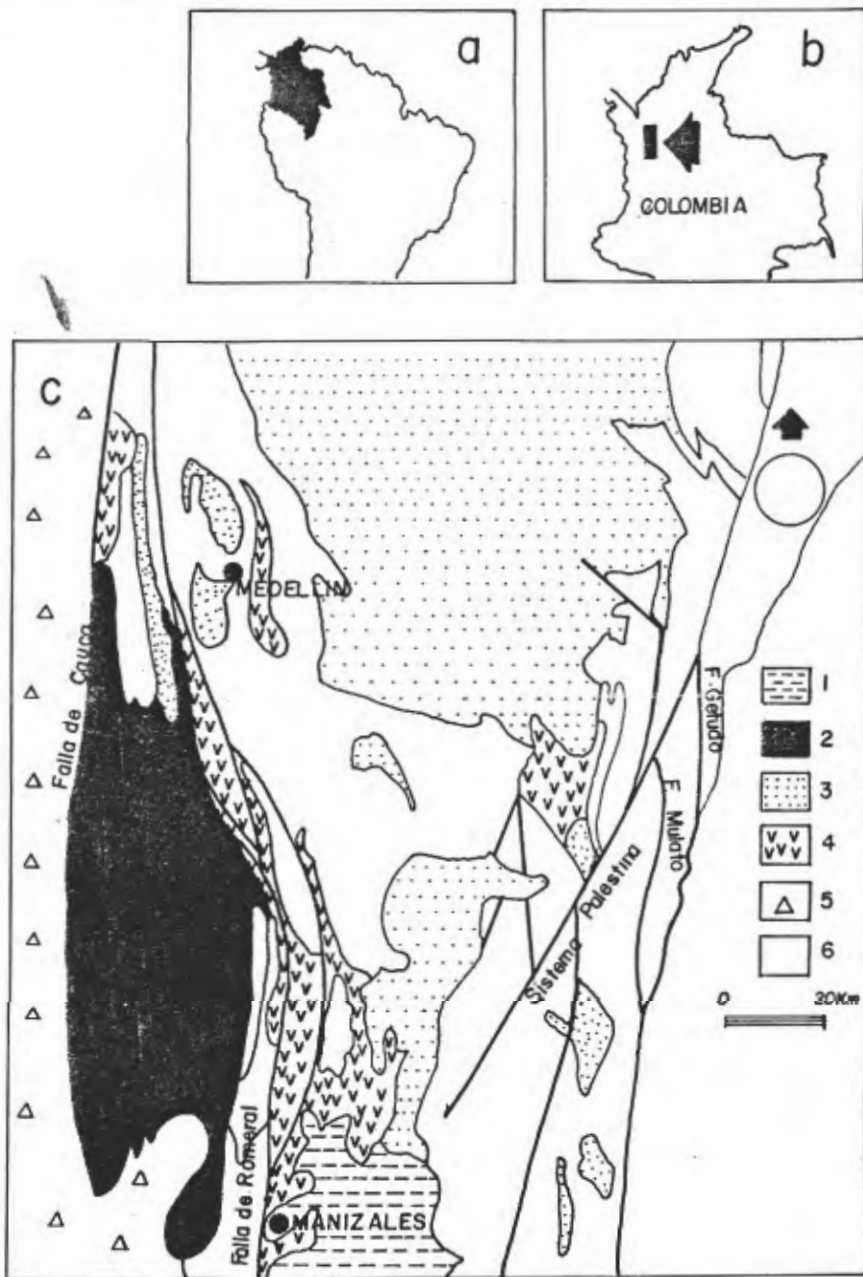 a
b
COLOMBIA
c
MEDELLIN
Falla de Cauca
F. Getudo
1
2
3
F. Mulato
4
Sistema Palestina
5
6
0 20Km
Falla de Romeral
MANIZALES